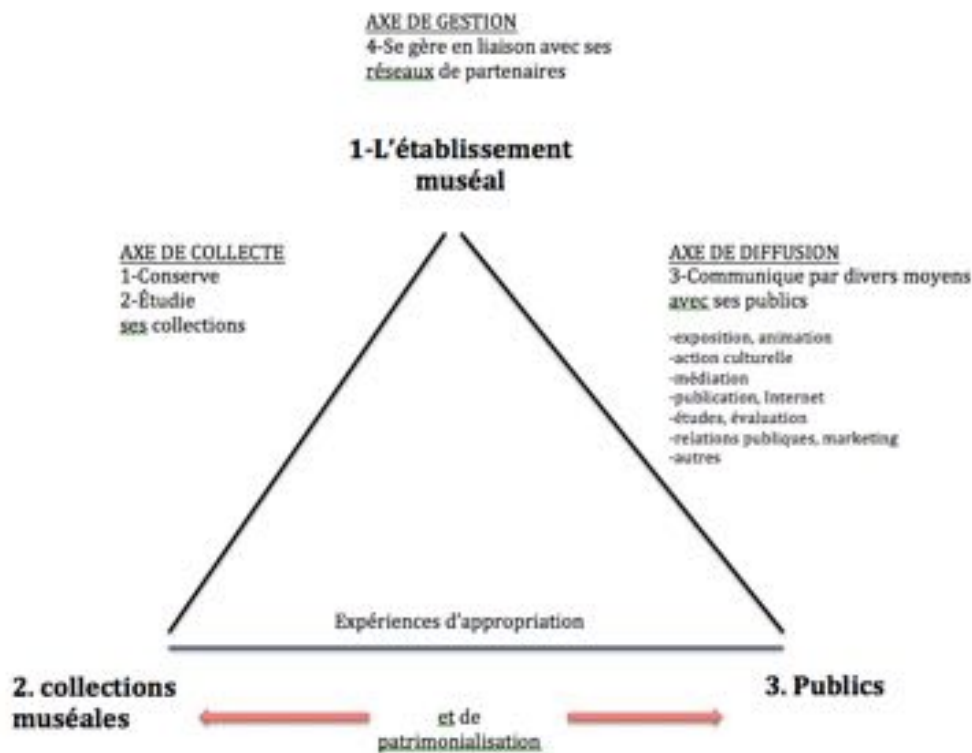 AXE DE GESTION
4-Se gère en liaison avec ses
réseaux de partenaires
1-L'établissement
muséal
AXE DE COLLECTE
1-Conserve
2-Étudie
ses collections
AXE DE DIFFUSION
3-Communique par divers moyens
avec ses publics
-exposition, animation
-action culturelle
-médiation
-publication, Internet
-études, évaluation
-relations publiques, marketing
-autres
Expériences d'appropriation
2. collections
muséales
3. Publics
et de
patrimonialisation